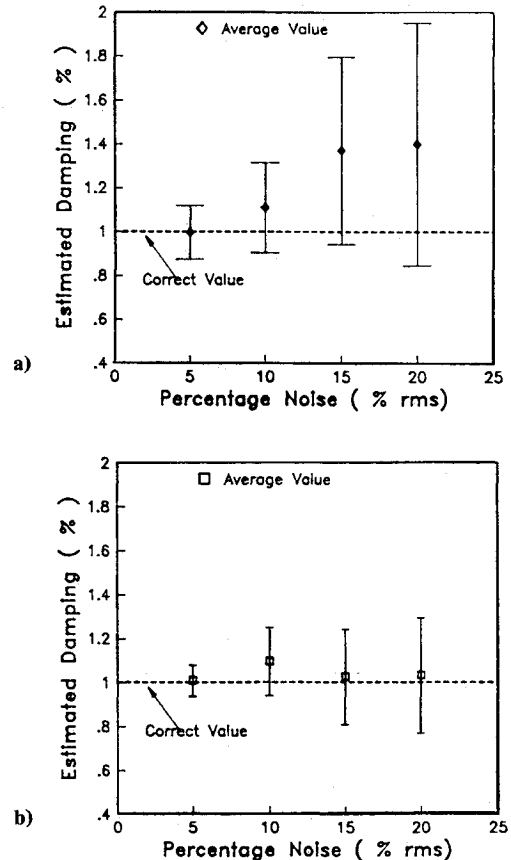 2
◇ Average Value
1.8
1.6
1.4
1.2
1
.8
.6
.4
Estimated Damping ( % )
Correct Value
a)
0 5 10 15 20 25
Percentage Noise ( % rms)
2
□ Average Value
1.8
1.6
1.4
1.2
1
.8
.6
.4
Estimated Damping ( % )
Correct Value
b)
0 5 10 15 20 25
Percentage Noise ( % rms)